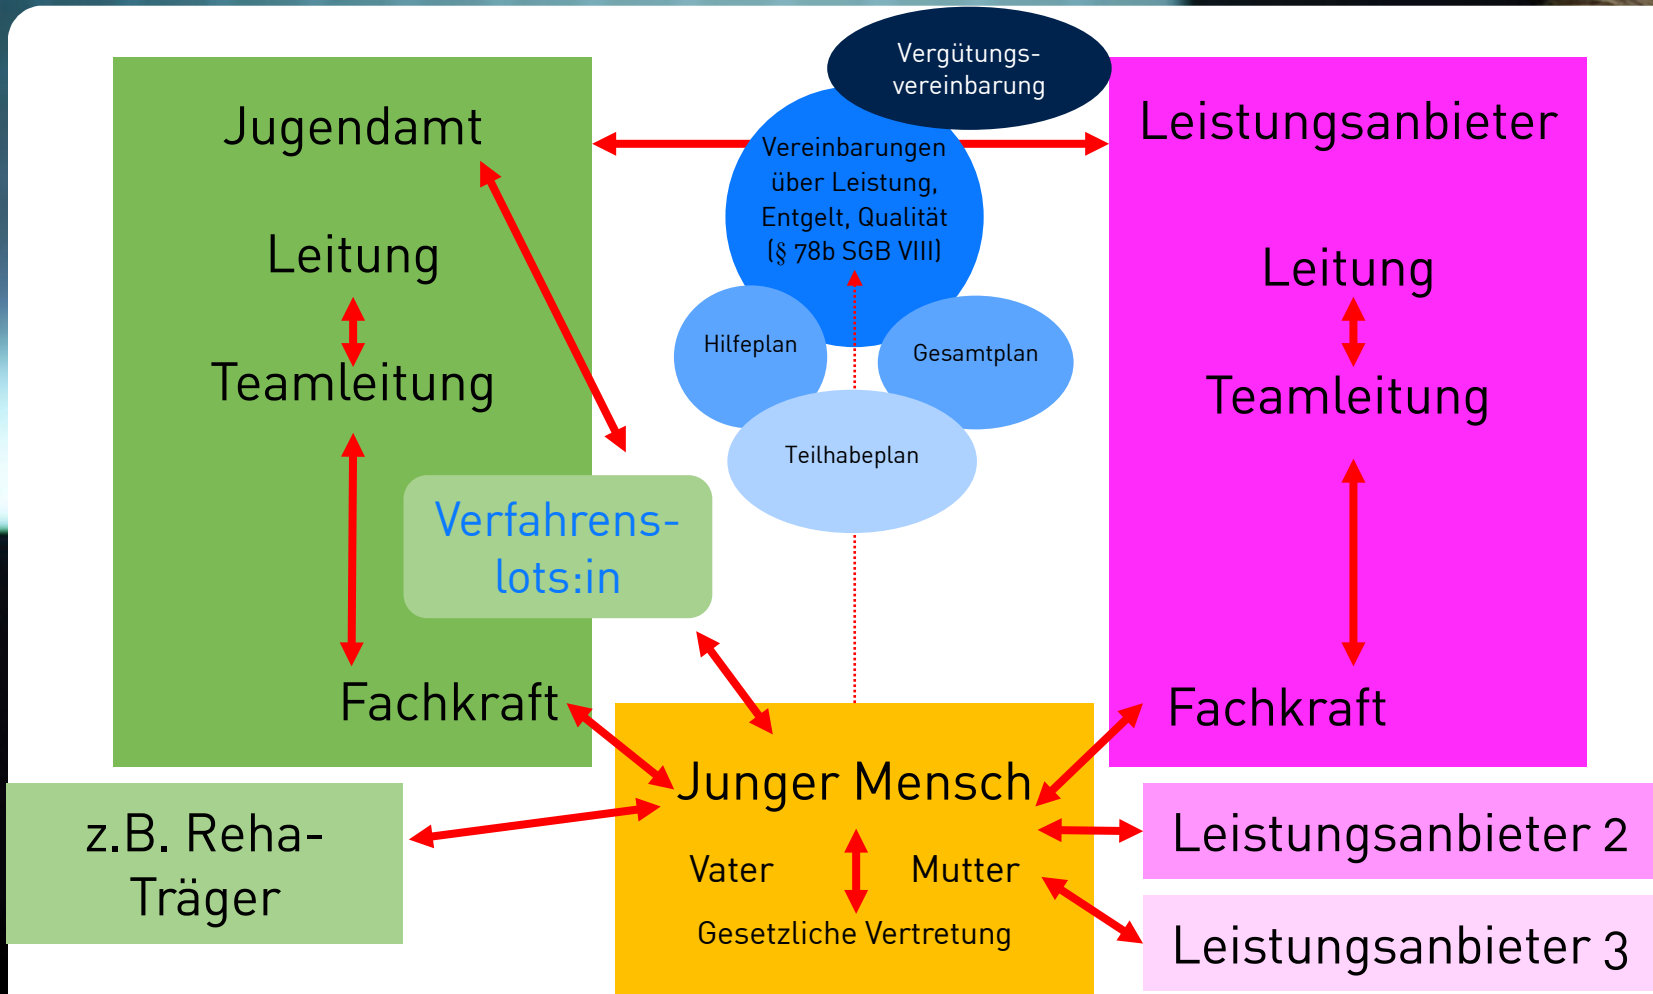 Vergütungs-
vereinbarung
Jugendamt
Leitung
Teamleitung
Fachkraft
Verfahrens-
lots:in
Vereinbarungen
über Leistung,
Entgelt, Qualität
(§ 78b SGB VIII)
Hilfeplan
Gesamtplan
Teilhabeplan
Leistungsanbieter
Leitung
Teamleitung
Fachkraft
z.B. Reha-
Träger
Junger Mensch
Vater
Mutter
Gesetzliche Vertretung
Leistungsanbieter 2
Leistungsanbieter 3